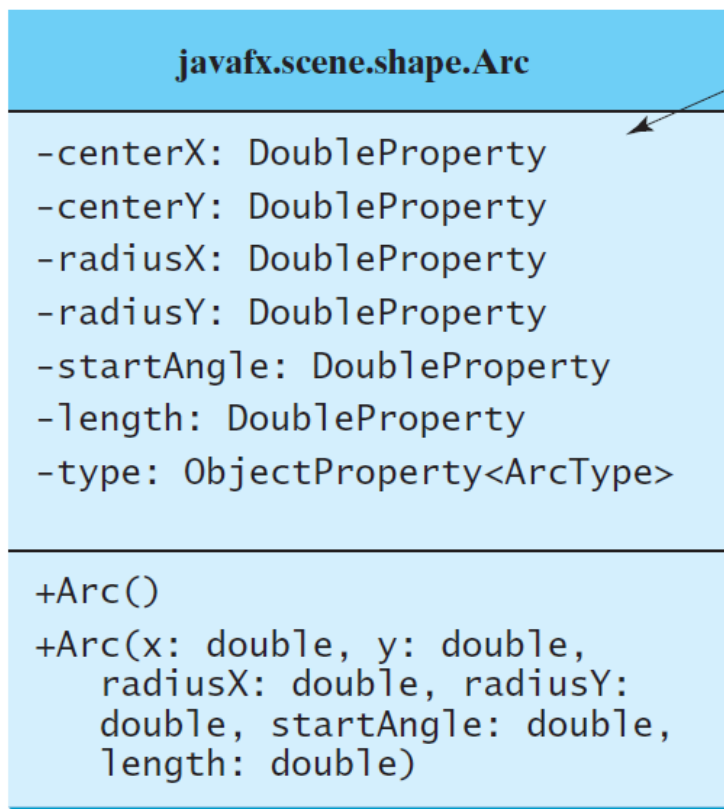 javafx.scene.shape.Arc
-centerX: DoubleProperty
-centerY: DoubleProperty
-radiusX: DoubleProperty
-radiusY: DoubleProperty
-startAngle: DoubleProperty
-length: DoubleProperty
-type: ObjectProperty<ArcType>
+Arc()
+Arc(x: double, y: double,
radiusX: double, radiusY:
double, startAngle: double,
length: double)